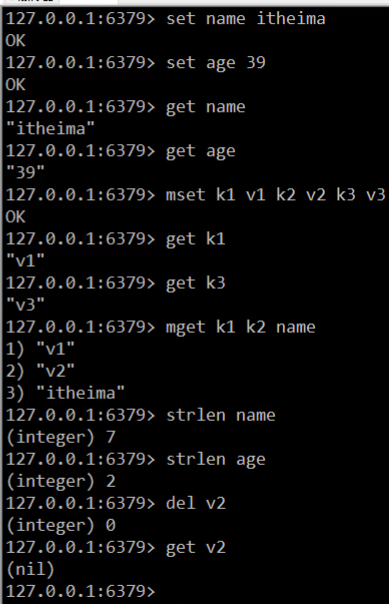 127.0.0.1:6379> set name itheima
OK
127.0.0.1:6379> set age 39
OK
127.0.0.1:6379> get name
"itheima"
127.0.0.1:6379> get age
"39"
127.0.0.1:6379> mset k1 v1 k2 v2 k3 v3
OK
127.0.0.1:6379> get k1
"v1"
127.0.0.1:6379> get k3
"v3"
127.0.0.1:6379> mget k1 k2 name
1) "v1"
2) "v2"
3) "itheima"
127.0.0.1:6379> strlen name
(integer) 7
127.0.0.1:6379> strlen age
(integer) 2
127.0.0.1:6379> del v2
(integer) 0
127.0.0.1:6379> get v2
(nil)
127.0.0.1:6379>